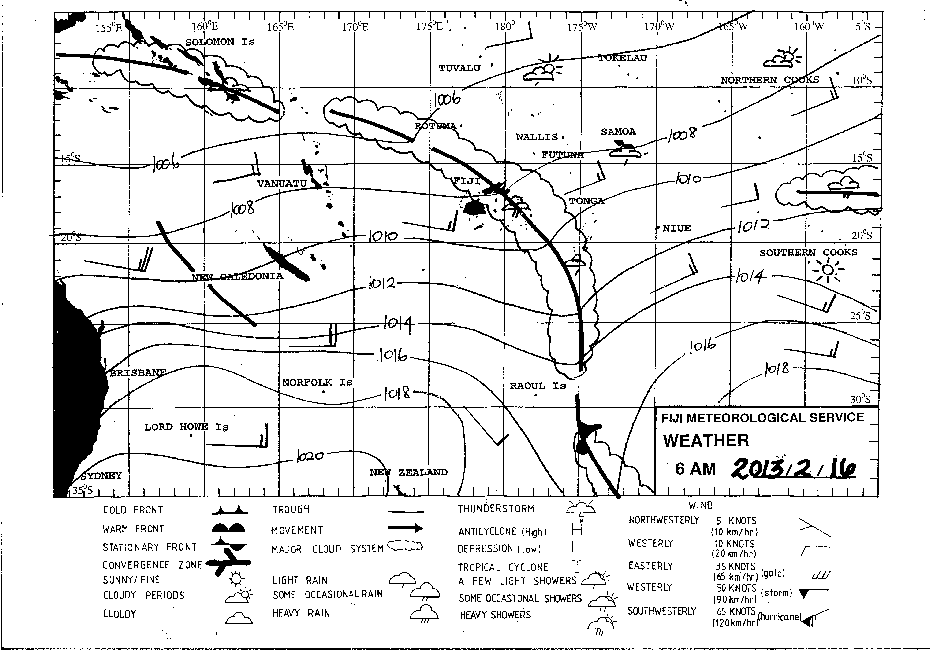 155°E 160°E 165°E 170°E 175°E 180° 175°W 170°W 165°W 160°W 5°S
SOLOMON Is
TUVALU TOKELAU
NORTHERN COOKS
10°S
1006
ROTUMA WALLIS SAMOA 1008
FUTUNA
15°S 1006 15°S
VANUATU FIJI 1010
TONGA
1008
NIUE 1012
20°S 1010 20°S
SOUTHERN COOKS
NEW CALEDONIA 1014
1012
1014 25°S
1016 1016
BRISBANE 1018
NORFOLK Is RAOUL Is
1018
30°S
LORD HOWE Is
1020
SYDNEY NEW ZEALAND
35°S
FIJI METEOROLOGICAL SERVICE
WEATHER
6 AM 2013/2/16
COLD FRONT
WARM FRONT
STATIONARY FRONT
CONVERGENCE ZONE
SUNNY/FINE
CLOUDY PERIODS
CLOUDY
TROUGH
MOVEMENT
MAJOR CLOUD SYSTEM
LIGHT RAIN
SOME OCCASIONAL RAIN
HEAVY RAIN
THUNDERSTORM
ANTICYCLONE (High) H
DEPRESSION (Low) L
TROPICAL CYCLONE
A FEW LIGHT SHOWERS
SOME OCCASIONAL SHOWERS
HEAVY SHOWERS
WIND
NORTHWESTERLY 5 KNOTS
(10 km/hr)
WESTERLY 10 KNOTS
(20 km/hr)
EASTERLY 35 KNOTS
(65 km/hr) (gale)
WESTERLY 50 KNOTS
(90 km/hr) (storm)
SOUTHWESTERLY 65 KNOTS
(120 km/hr) (hurricane)